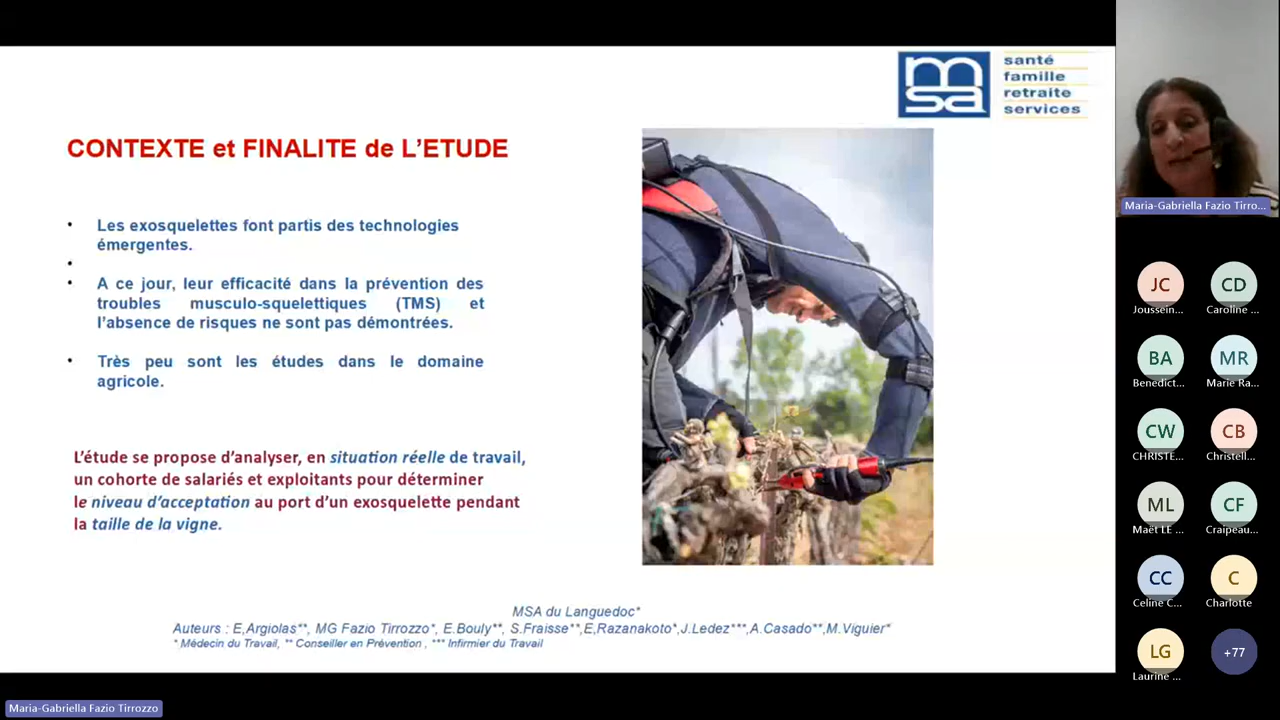 msa
santé
famille
retraite
services
CONTEXTE et FINALITE de L'ETUDE
• Les exosquelettes font partis des technologies
émergentes.
•
• A ce jour, leur efficacité dans la prévention des
troubles musculo-squelettiques (TMS) et
l'absence de risques ne sont pas démontrées.
• Très peu sont les études dans le domaine
agricole.
L'étude se propose d'analyser, en situation réelle de travail,
un cohorte de salariés et exploitants pour déterminer
le niveau d'acceptation au port d'un exosquelette pendant
la taille de la vigne.
MSA du Languedoc*
Auteurs : E,Argiolas**, MG Fazio Tirrozzo*, E.Bouly**, S.Fraisse**,E,Razanakoto*,J.Ledez***,A.Casado**,M.Viguier*
* Médecin du Travail, ** Conseiller en Prévention , *** Infirmier du Travail
Maria-Gabriella Fazio Tirro...
JC CD
Joussein... Caroline ...
BA MR
Benedict... Marie Ra...
CW CB
CHRISTE... Christell...
ML CF
Maët LE ... Craipeau...
CC C
Celine C... Charlotte
LG +77
Laurine ...
Maria-Gabriella Fazio Tirrozzo